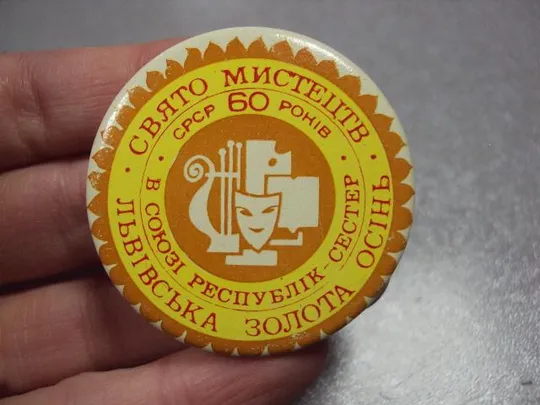 СВЯТО МИСТЕЦТВ
ЛЬВІВСЬКА ЗОЛОТА ОСІНЬ
СРСР 60 РОКІВ
В СОЮЗІ РЕСПУБЛІК-СЕСТЕР